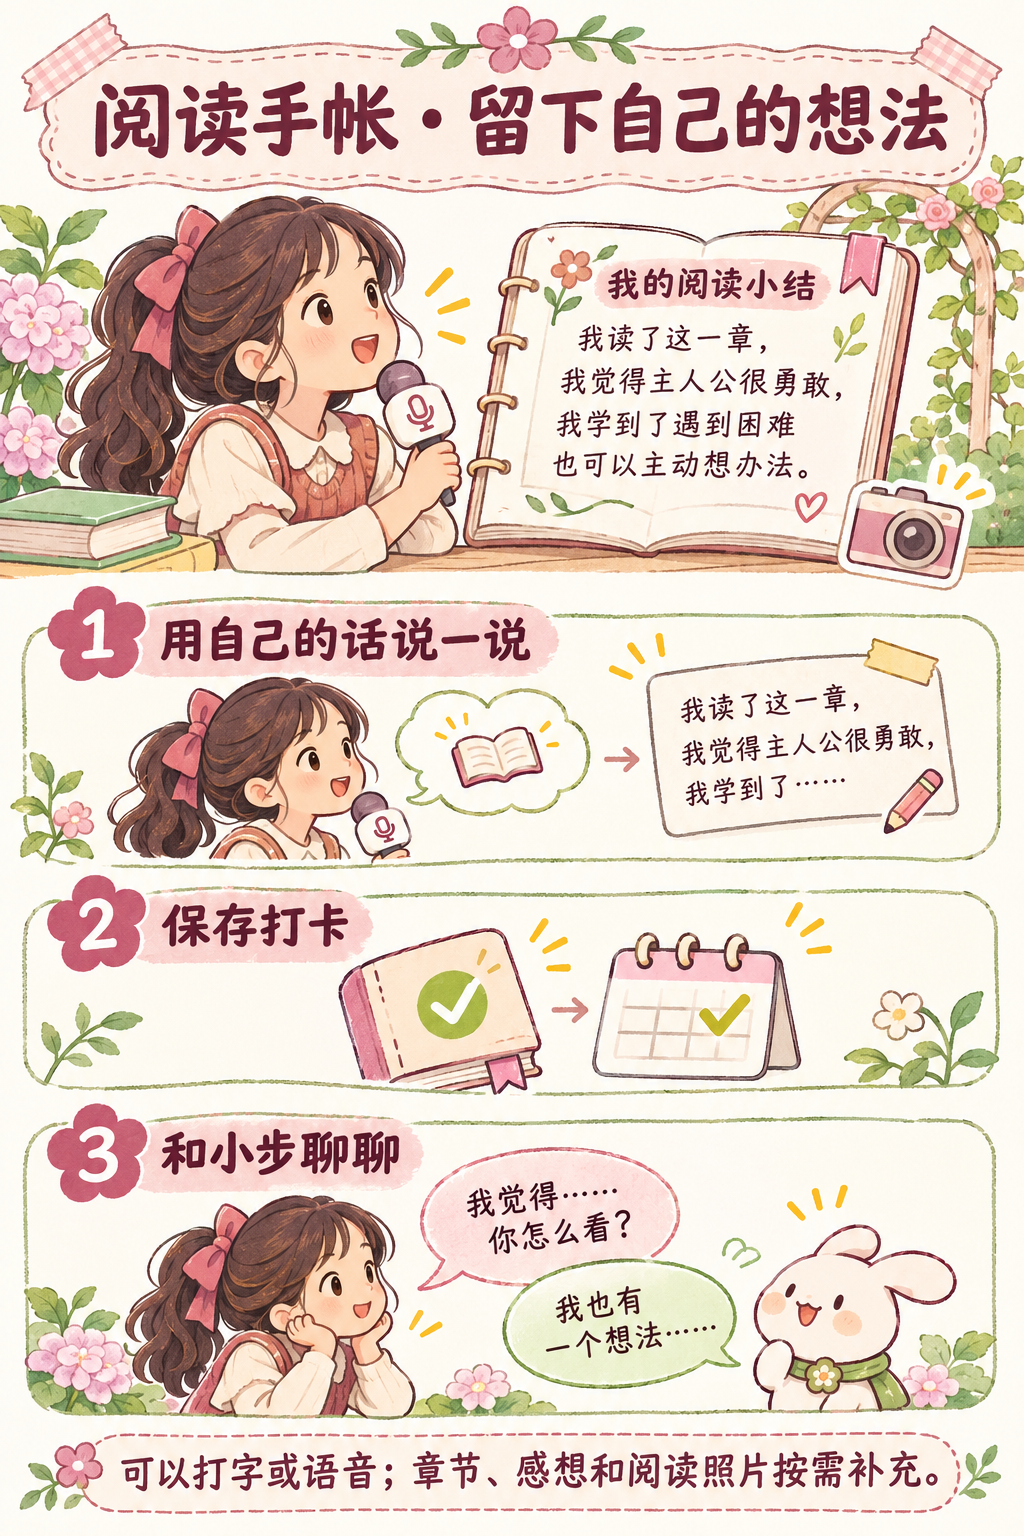 阅读手帐·留下自己的想法
我的阅读小结
我读了这一章，
我觉得主人公很勇敢，
我学到了遇到困难
也可以主动想办法。
1
用自己的话说一说
我读了这一章，
我觉得主人公很勇敢，
我学到了……
2
保存打卡
3
和小步聊聊
我觉得……
你怎么看？
我也有
一个想法……
可以打字或语音；章节、感想和阅读照片按需补充。